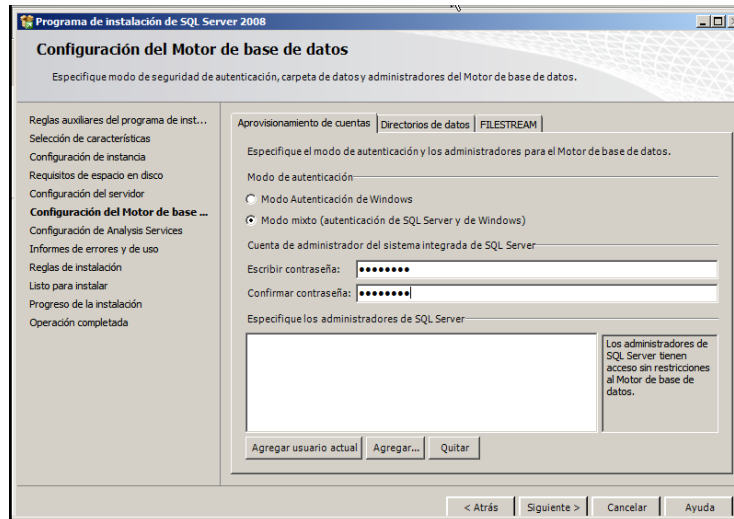 Programa de instalación de SQL Server 2008
Configuración del Motor de base de datos
Especifique modo de seguridad de autenticación, carpeta de datos y administradores del Motor de base de datos.
Reglas auxiliares del programa de inst...
Selección de características
Configuración de instancia
Requisitos de espacio en disco
Configuración del servidor
Configuración del Motor de base ...
Configuración de Analysis Services
Informes de errores y de uso
Reglas de instalación
Listo para instalar
Progreso de la instalación
Operación completada
Aprovisionamiento de cuentas Directorios de datos FILESTREAM
Especifique el modo de autenticación y los administradores para el Motor de base de datos.
Modo de autenticación
Modo Autenticación de Windows
Modo mixto (autenticación de SQL Server y de Windows)
Cuenta de administrador del sistema integrada de SQL Server
Escribir contraseña: ●●●●●●●●
Confirmar contraseña: ●●●●●●●●
Especifique los administradores de SQL Server
Los administradores de
SQL Server tienen
acceso sin restricciones
al Motor de base de
datos.
Agregar usuario actual Agregar... Quitar
< Atrás Siguiente > Cancelar Ayuda